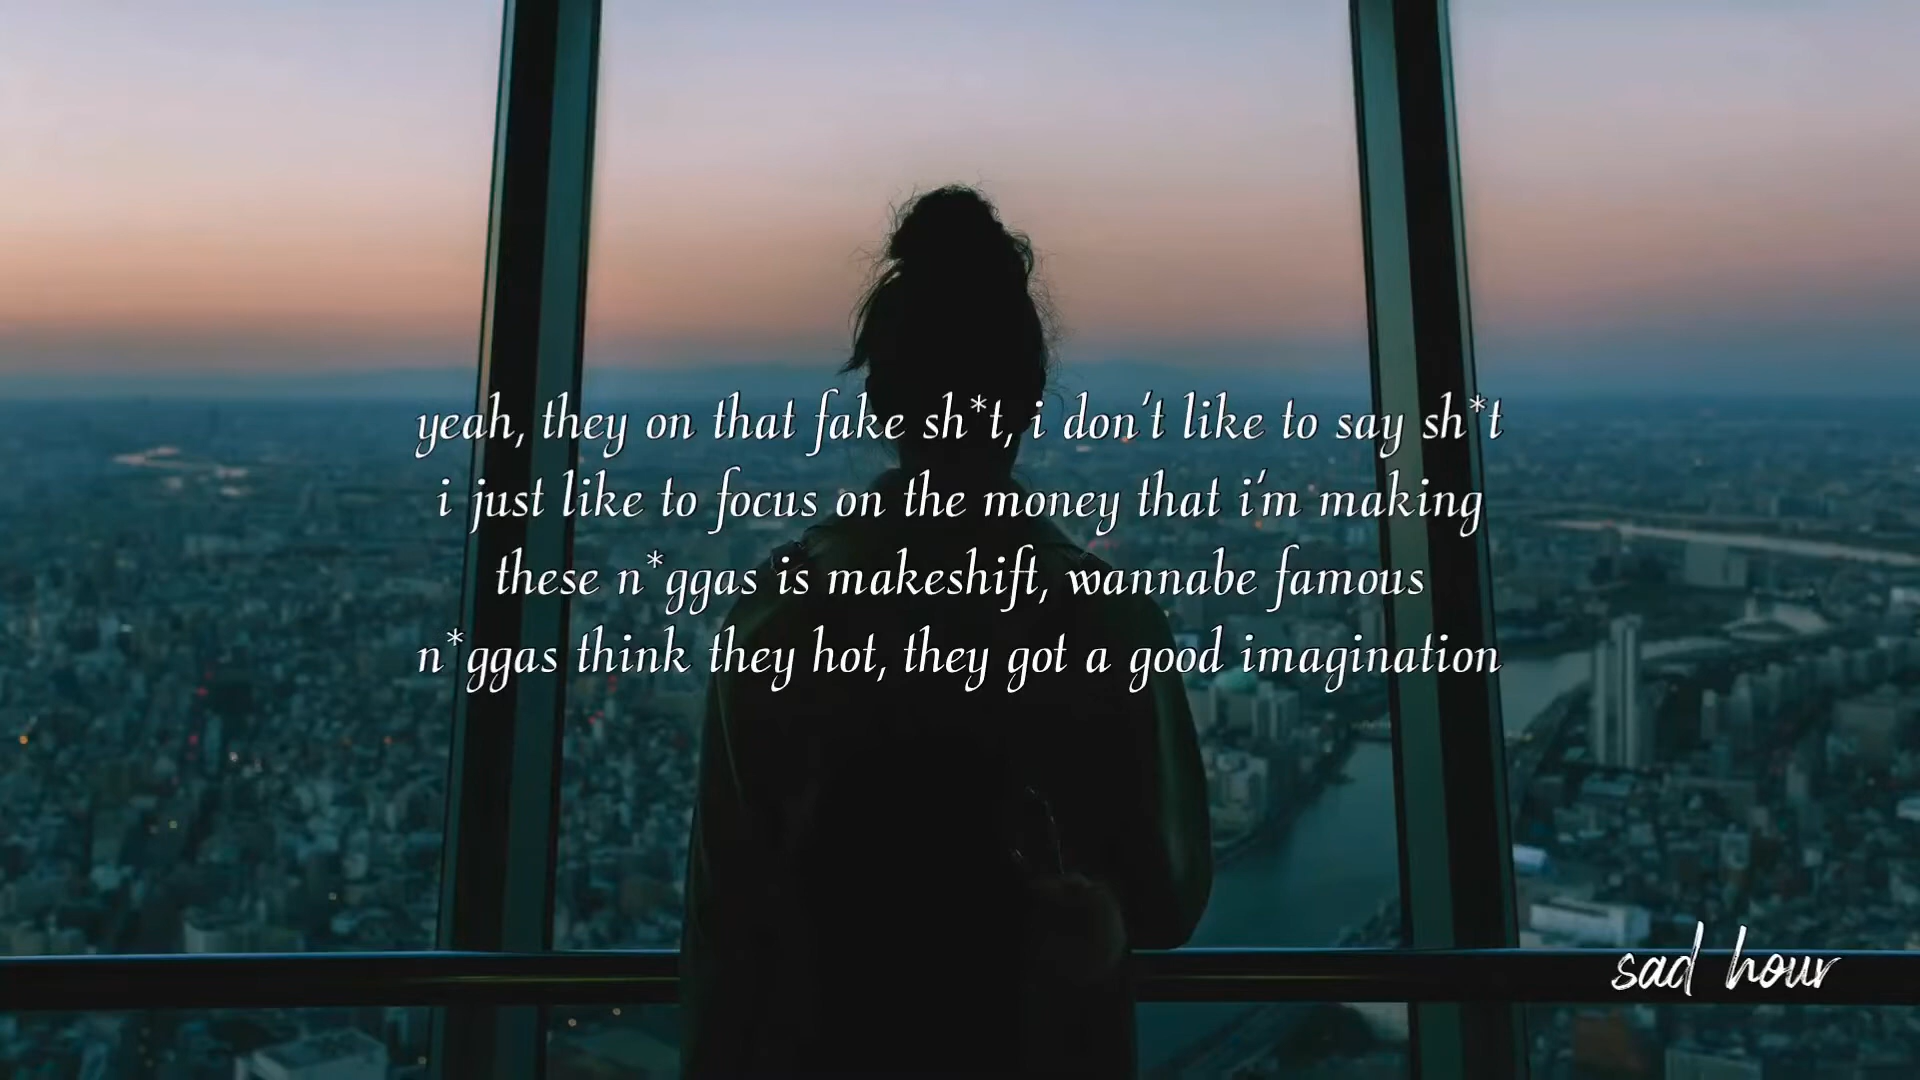 yeah, they on that fake sh*t, i don't like to say sh*t
i just like to focus on the money that i'm making
these n*ggas is makeshift, wannabe famous
n*ggas think they hot, they got a good imagination
sad hour